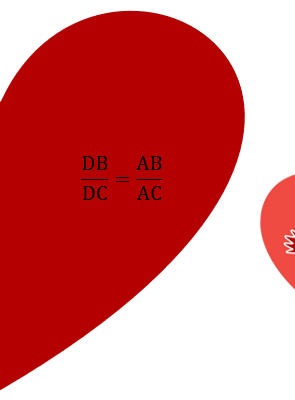 DB/DC = AB/AC